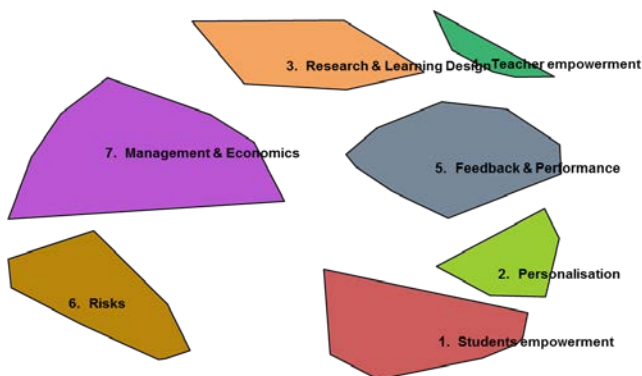 3. Research & Learning Design
4. Teacher empowerment
7. Management & Economics
5. Feedback & Performance
2. Personalisation
6. Risks
1. Students empowerment